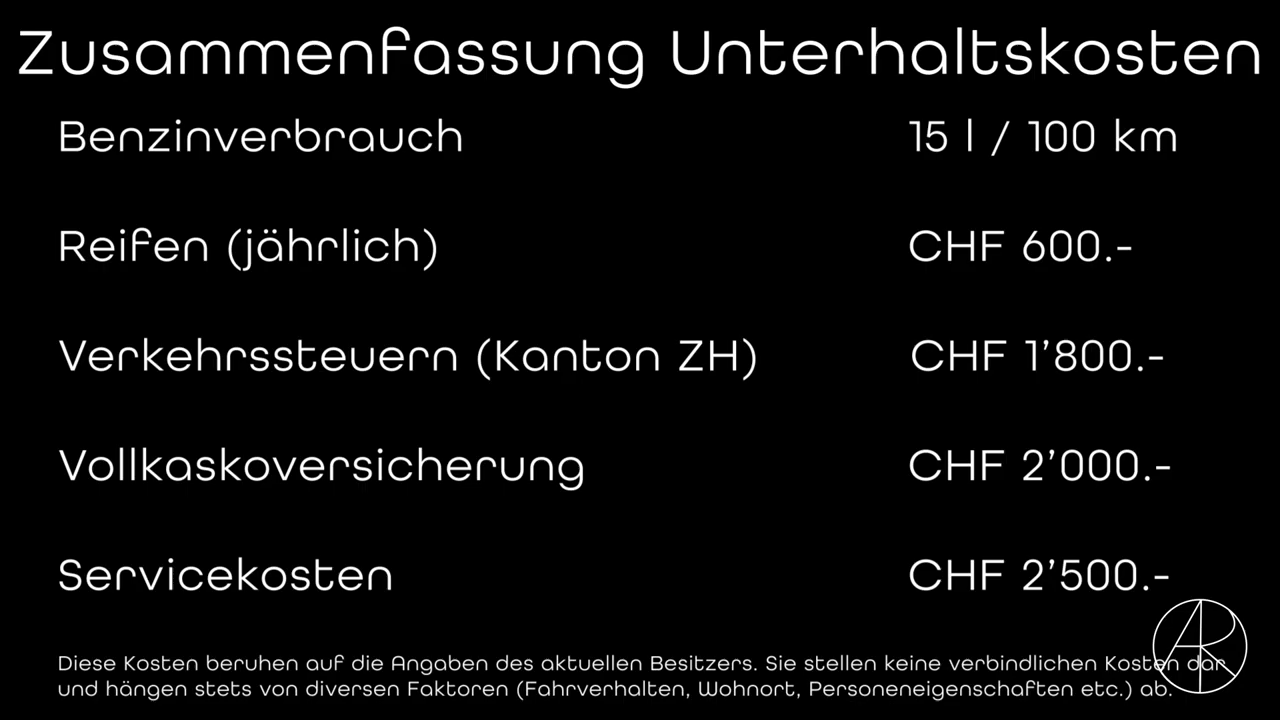 Zusammenfassung Unterhaltskosten
Benzinverbrauch 15 l / 100 km
Reifen (jährlich) CHF 600.-
Verkehrssteuern (Kanton ZH) CHF 1’800.-
Vollkaskoversicherung CHF 2’000.-
Servicekosten CHF 2’500.-
Diese Kosten beruhen auf die Angaben des aktuellen Besitzers. Sie stellen keine verbindlichen Kosten dar
und hängen stets von diversen Faktoren (Fahrverhalten, Wohnort, Personeneigenschaften etc.) ab.
AR